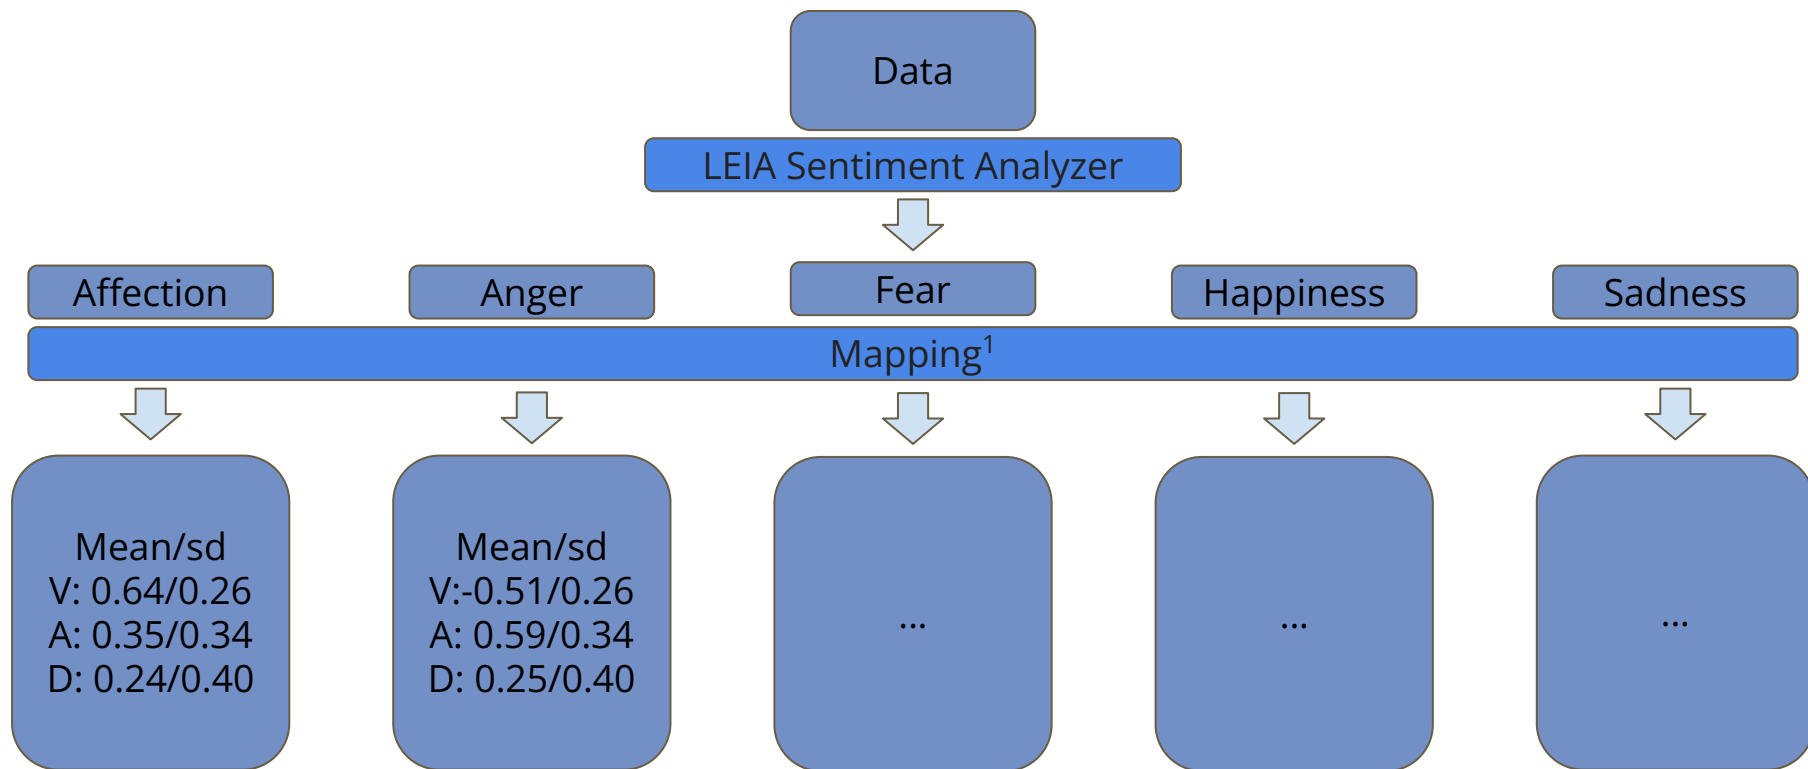 Data
LEIA Sentiment Analyzer
Affection
Anger
Fear
Happiness
Sadness
Mapping¹
Mean/sd
V: 0.64/0.26
A: 0.35/0.34
D: 0.24/0.40
Mean/sd
V:-0.51/0.26
A: 0.59/0.34
D: 0.25/0.40
...
...
...